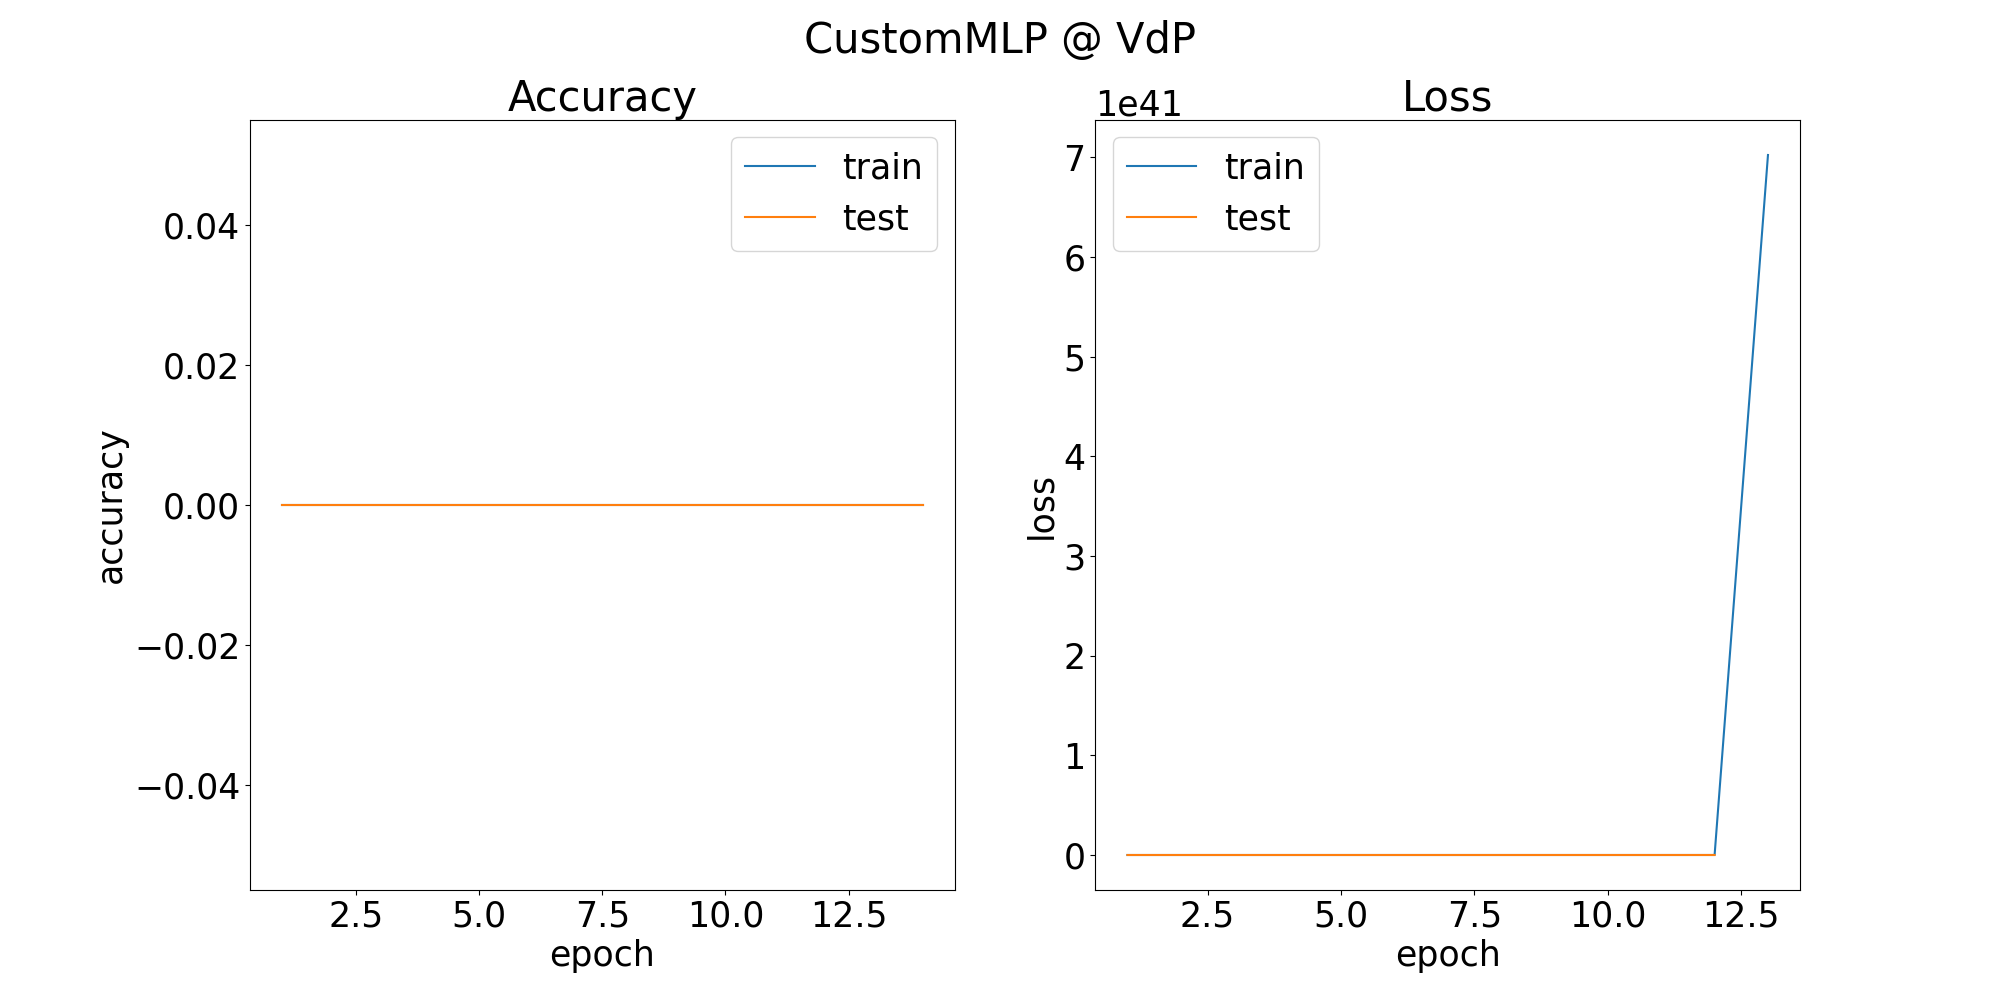 CustomMLP @ VdP
Accuracy
train
test
0.04
0.02
0.00
−0.02
−0.04
accuracy
2.5 5.0 7.5 10.0 12.5
epoch
Loss
1e41
train
test
7
6
5
4
3
2
1
0
loss
2.5 5.0 7.5 10.0 12.5
epoch